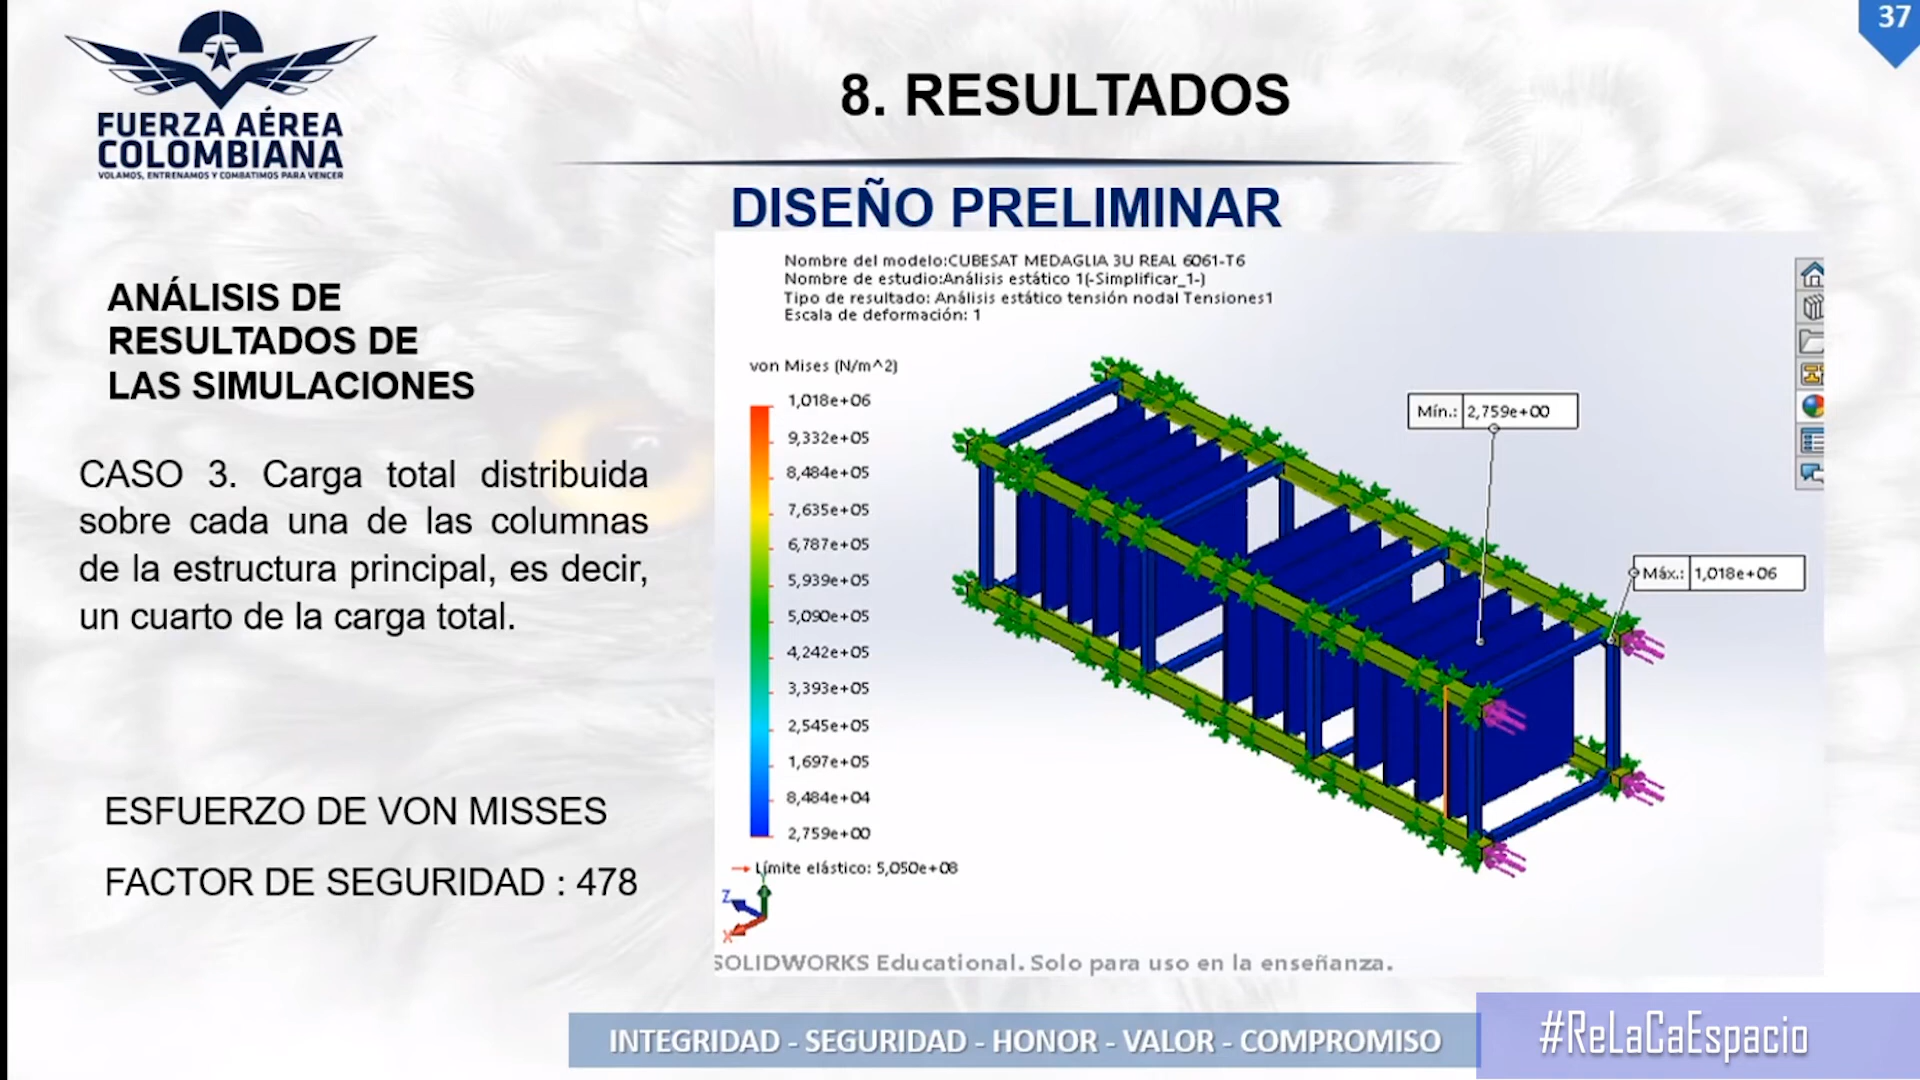 37
FUERZA AÉREA
COLOMBIANA
VOLAMOS, ENTRENAMOS Y COMBATIMOS PARA VENCER
8. RESULTADOS
DISEÑO PRELIMINAR
ANÁLISIS DE
RESULTADOS DE
LAS SIMULACIONES
CASO 3. Carga total distribuida
sobre cada una de las columnas
de la estructura principal, es decir,
un cuarto de la carga total.
ESFUERZO DE VON MISSES
FACTOR DE SEGURIDAD : 478
Nombre del modelo:CUBESAT MEDAGLIA 3U REAL 6061-T6
Nombre de estudio:Análisis estático 1(-Simplificar_1-)
Tipo de resultado: Análisis estático tensión nodal Tensiones1
Escala de deformación: 1
von Mises (N/m^2)
1,018e+06
9,332e+05
8,484e+05
7,635e+05
6,787e+05
5,939e+05
5,090e+05
4,242e+05
3,393e+05
2,545e+05
1,697e+05
8,484e+04
2,759e+00
Límite elástico: 5,050e+08
Mín.: 2,759e+00
Máx.: 1,018e+06
Z
X
SOLIDWORKS Educational. Solo para uso en la enseñanza.
INTEGRIDAD - SEGURIDAD - HONOR - VALOR - COMPROMISO
#ReLaCaEspacio